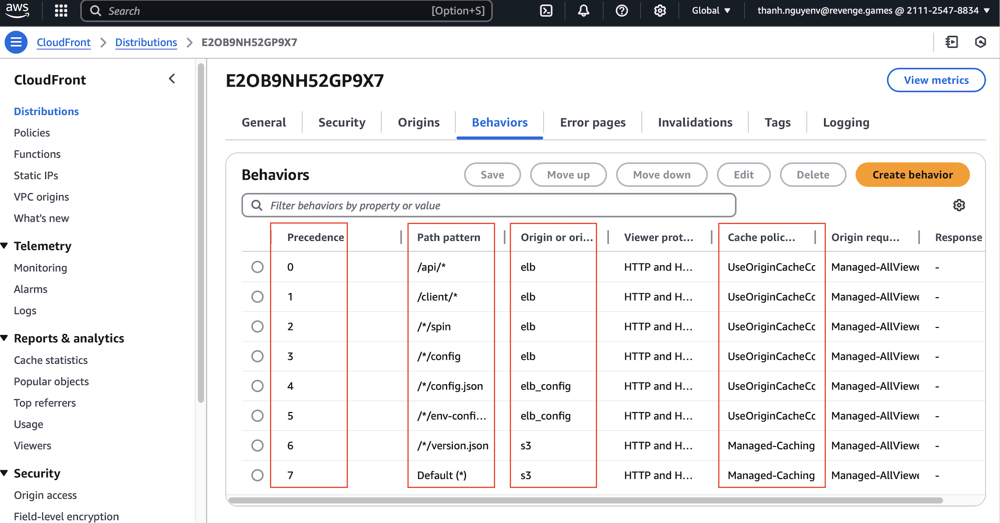 aws
Search [Option+S] Global thanh.nguyenv@revenge.games @ 2111-2547-8834
CloudFront Distributions E2OB9NH52GP9X7
CloudFront
Distributions
Policies
Functions
Static IPs
VPC origins
What's new
Telemetry
Monitoring
Alarms
Logs
Reports & analytics
Cache statistics
Popular objects
Top referrers
Usage
Viewers
Security
Origin access
Field-level encryption
E2OB9NH52GP9X7
View metrics
General Security Origins Behaviors Error pages Invalidations Tags Logging
Behaviors
Save Move up Move down Edit Delete Create behavior
Filter behaviors by property or value
Precedence Path pattern Origin or ori... Viewer prot... Cache polic... Origin requ... Response
0 /api/* elb HTTP and H... UseOriginCacheCo Managed-AllViewe -
1 /client/* elb HTTP and H... UseOriginCacheCo Managed-AllViewe -
2 /*/spin elb HTTP and H... UseOriginCacheCo Managed-AllViewe -
3 /*/config elb HTTP and H... UseOriginCacheCo Managed-AllViewe -
4 /*/config.json elb_config HTTP and H... UseOriginCacheCo Managed-AllViewe -
5 /*/env-confi... elb_config HTTP and H... UseOriginCacheCo Managed-AllViewe -
6 /*/version.json s3 HTTP and H... Managed-Caching Managed-AllViewe -
7 Default (*) s3 HTTP and H... Managed-Caching Managed-AllViewe -